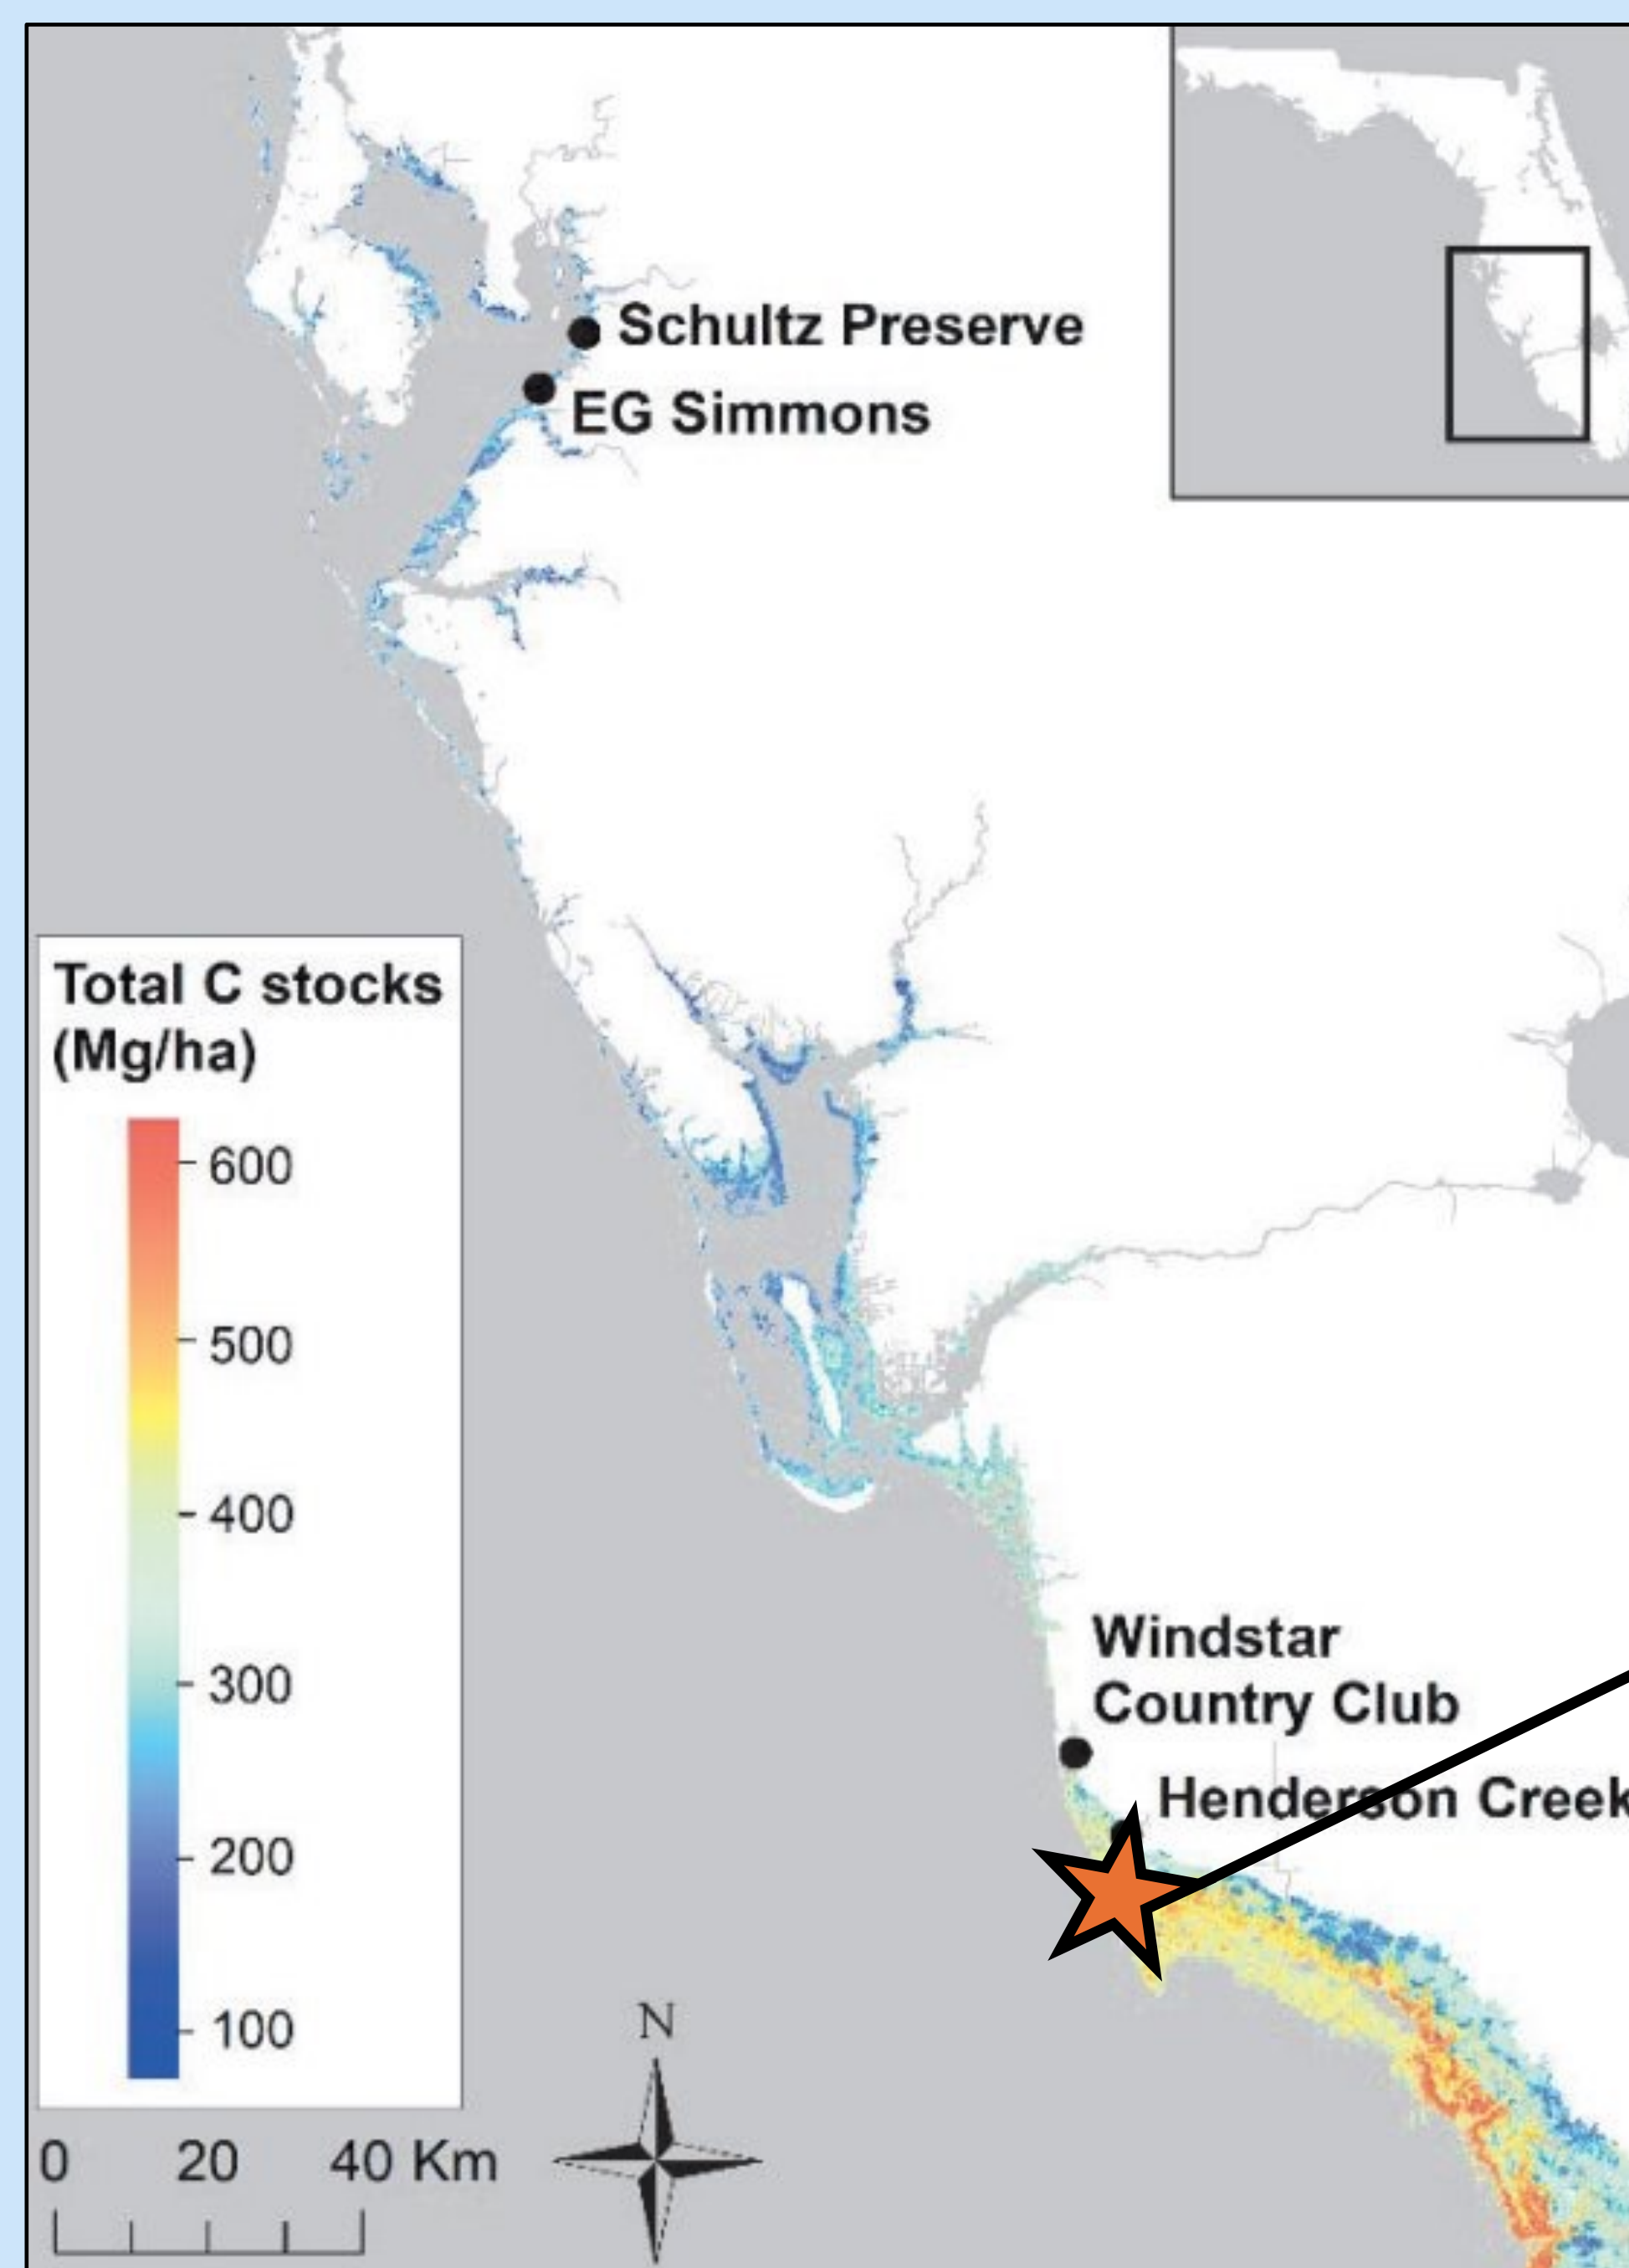 Schultz Preserve
EG Simmons
Total C stocks
(Mg/ha)
600
500
400
300
200
100
Windstar
Country Club
Henderson Creek
N
0 20 40 Km